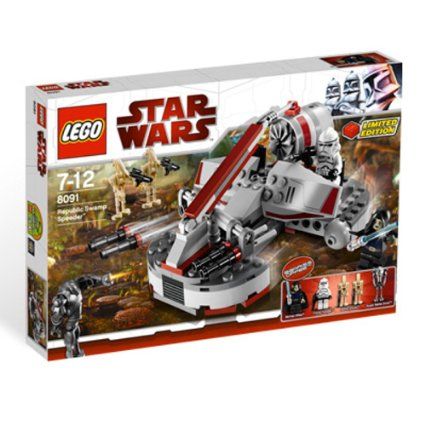 LEGO
STAR
WARS
LIMITED
EDITION
7-12
8091
Republic Swamp
Speeder